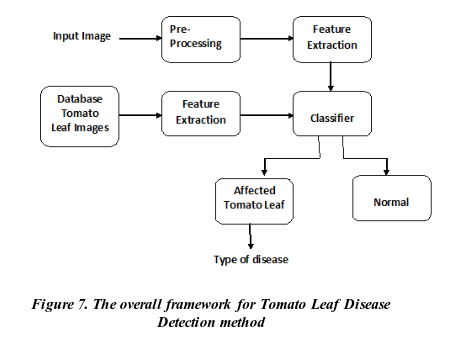 Input Image
Pre-
Processing
Feature
Extraction
Database
Tomato
Leaf Images
Feature
Extraction
Classifier
Affected
Tomato Leaf
Normal
Type of disease
Figure 7. The overall framework for Tomato Leaf Disease
Detection method